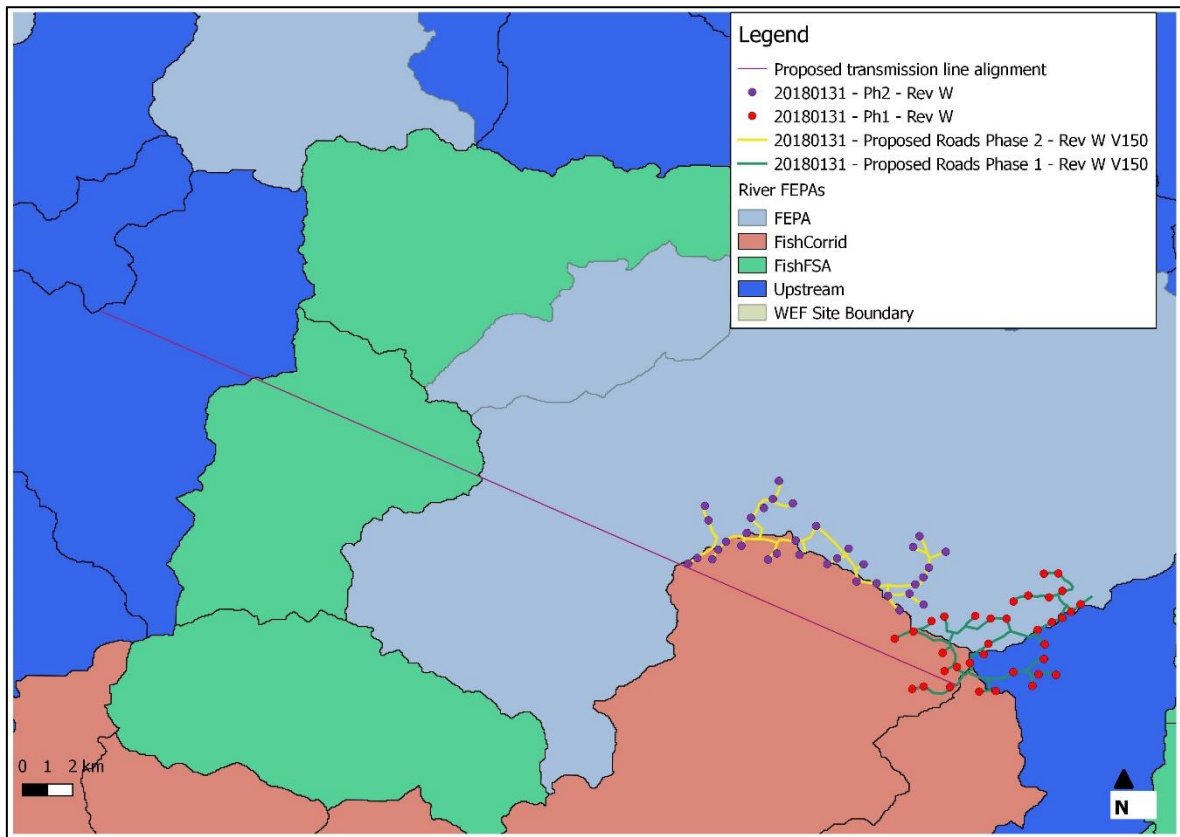 Legend
Proposed transmission line alignment
20180131 - Ph2 - Rev W
20180131 - Ph1 - Rev W
20180131 - Proposed Roads Phase 2 - Rev W V150
20180131 - Proposed Roads Phase 1 - Rev W V150
River FEPAs
FEPA
FishCorrid
FishFSA
Upstream
WEF Site Boundary
0 1 2 km
N